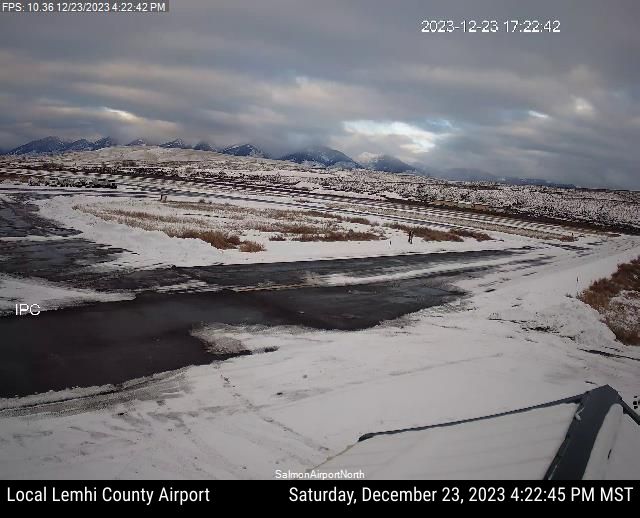 FPS: 10.36 12/23/2023 4:22:42 PM
2023-12-23 17:22:42
IPC
SalmonAirportNorth
Local Lemhi County Airport Saturday, December 23, 2023 4:22:45 PM MST